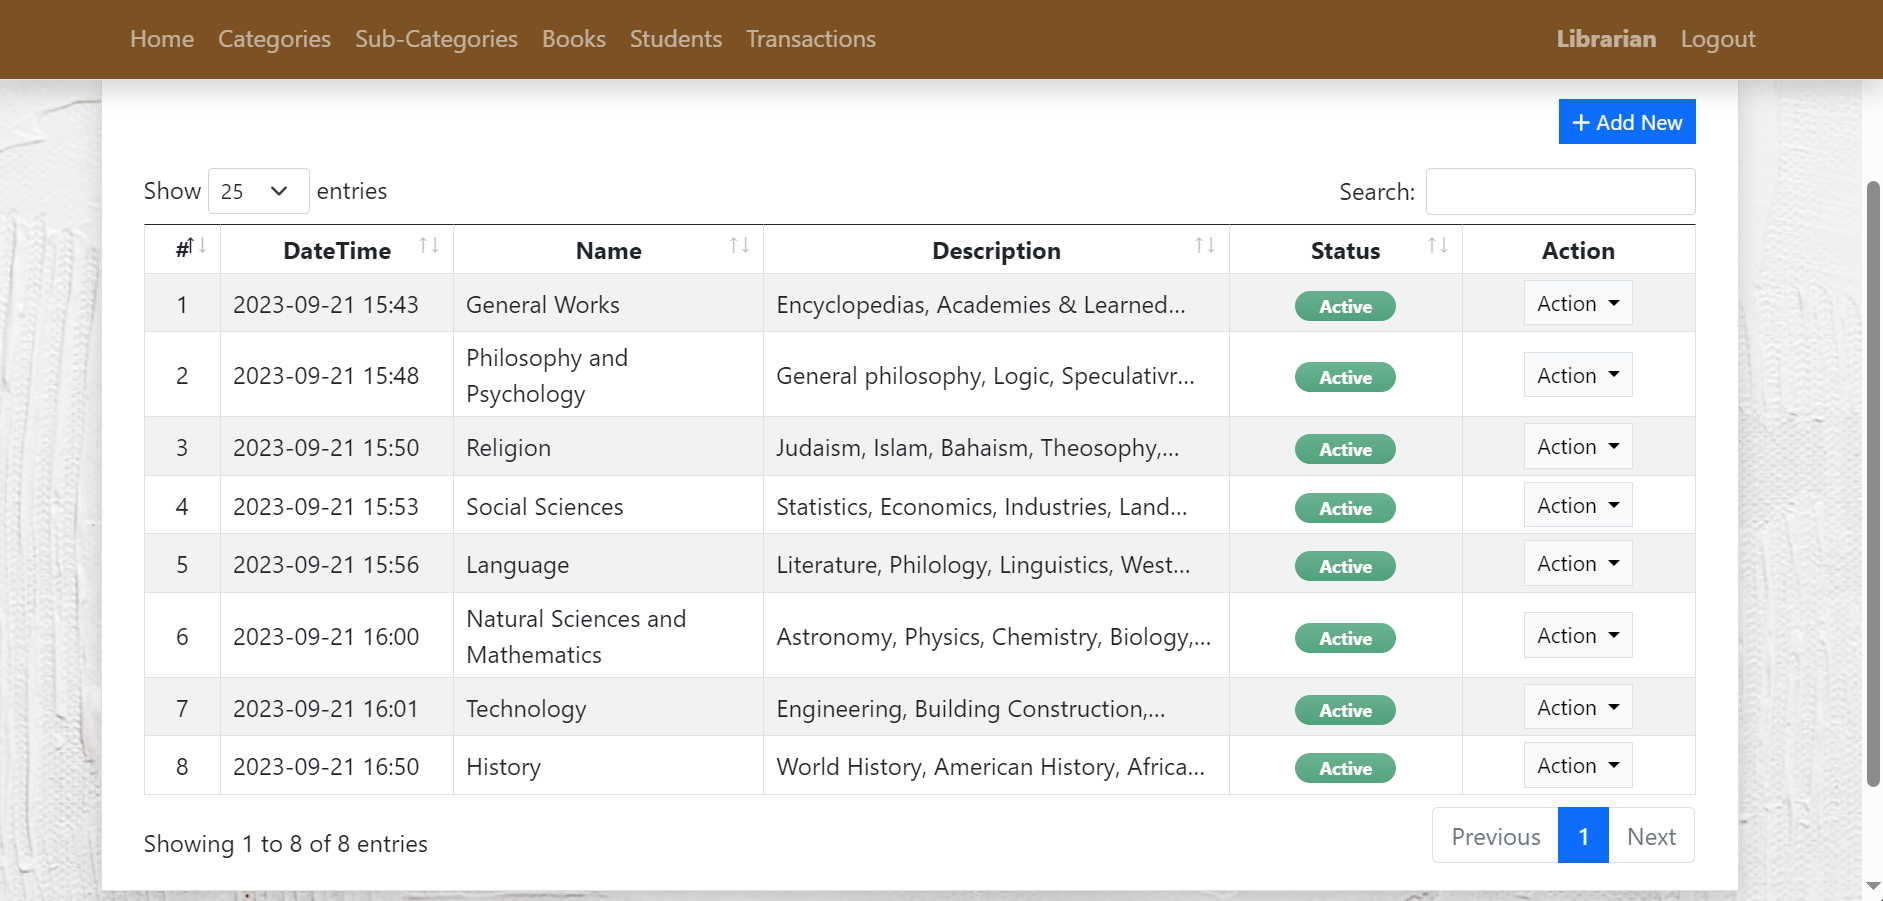 Home Categories Sub-Categories Books Students Transactions Librarian Logout
+ Add New
Show 25 entries Search:
# DateTime Name Description Status Action
1 2023-09-21 15:43 General Works Encyclopedias, Academies & Learned... Active Action
2 2023-09-21 15:48 Philosophy and Psychology General philosophy, Logic, Speculativr... Active Action
3 2023-09-21 15:50 Religion Judaism, Islam, Bahaism, Theosophy,... Active Action
4 2023-09-21 15:53 Social Sciences Statistics, Economics, Industries, Land... Active Action
5 2023-09-21 15:56 Language Literature, Philology, Linguistics, West... Active Action
6 2023-09-21 16:00 Natural Sciences and Mathematics Astronomy, Physics, Chemistry, Biology,... Active Action
7 2023-09-21 16:01 Technology Engineering, Building Construction,... Active Action
8 2023-09-21 16:50 History World History, American History, Africa... Active Action
Showing 1 to 8 of 8 entries Previous 1 Next